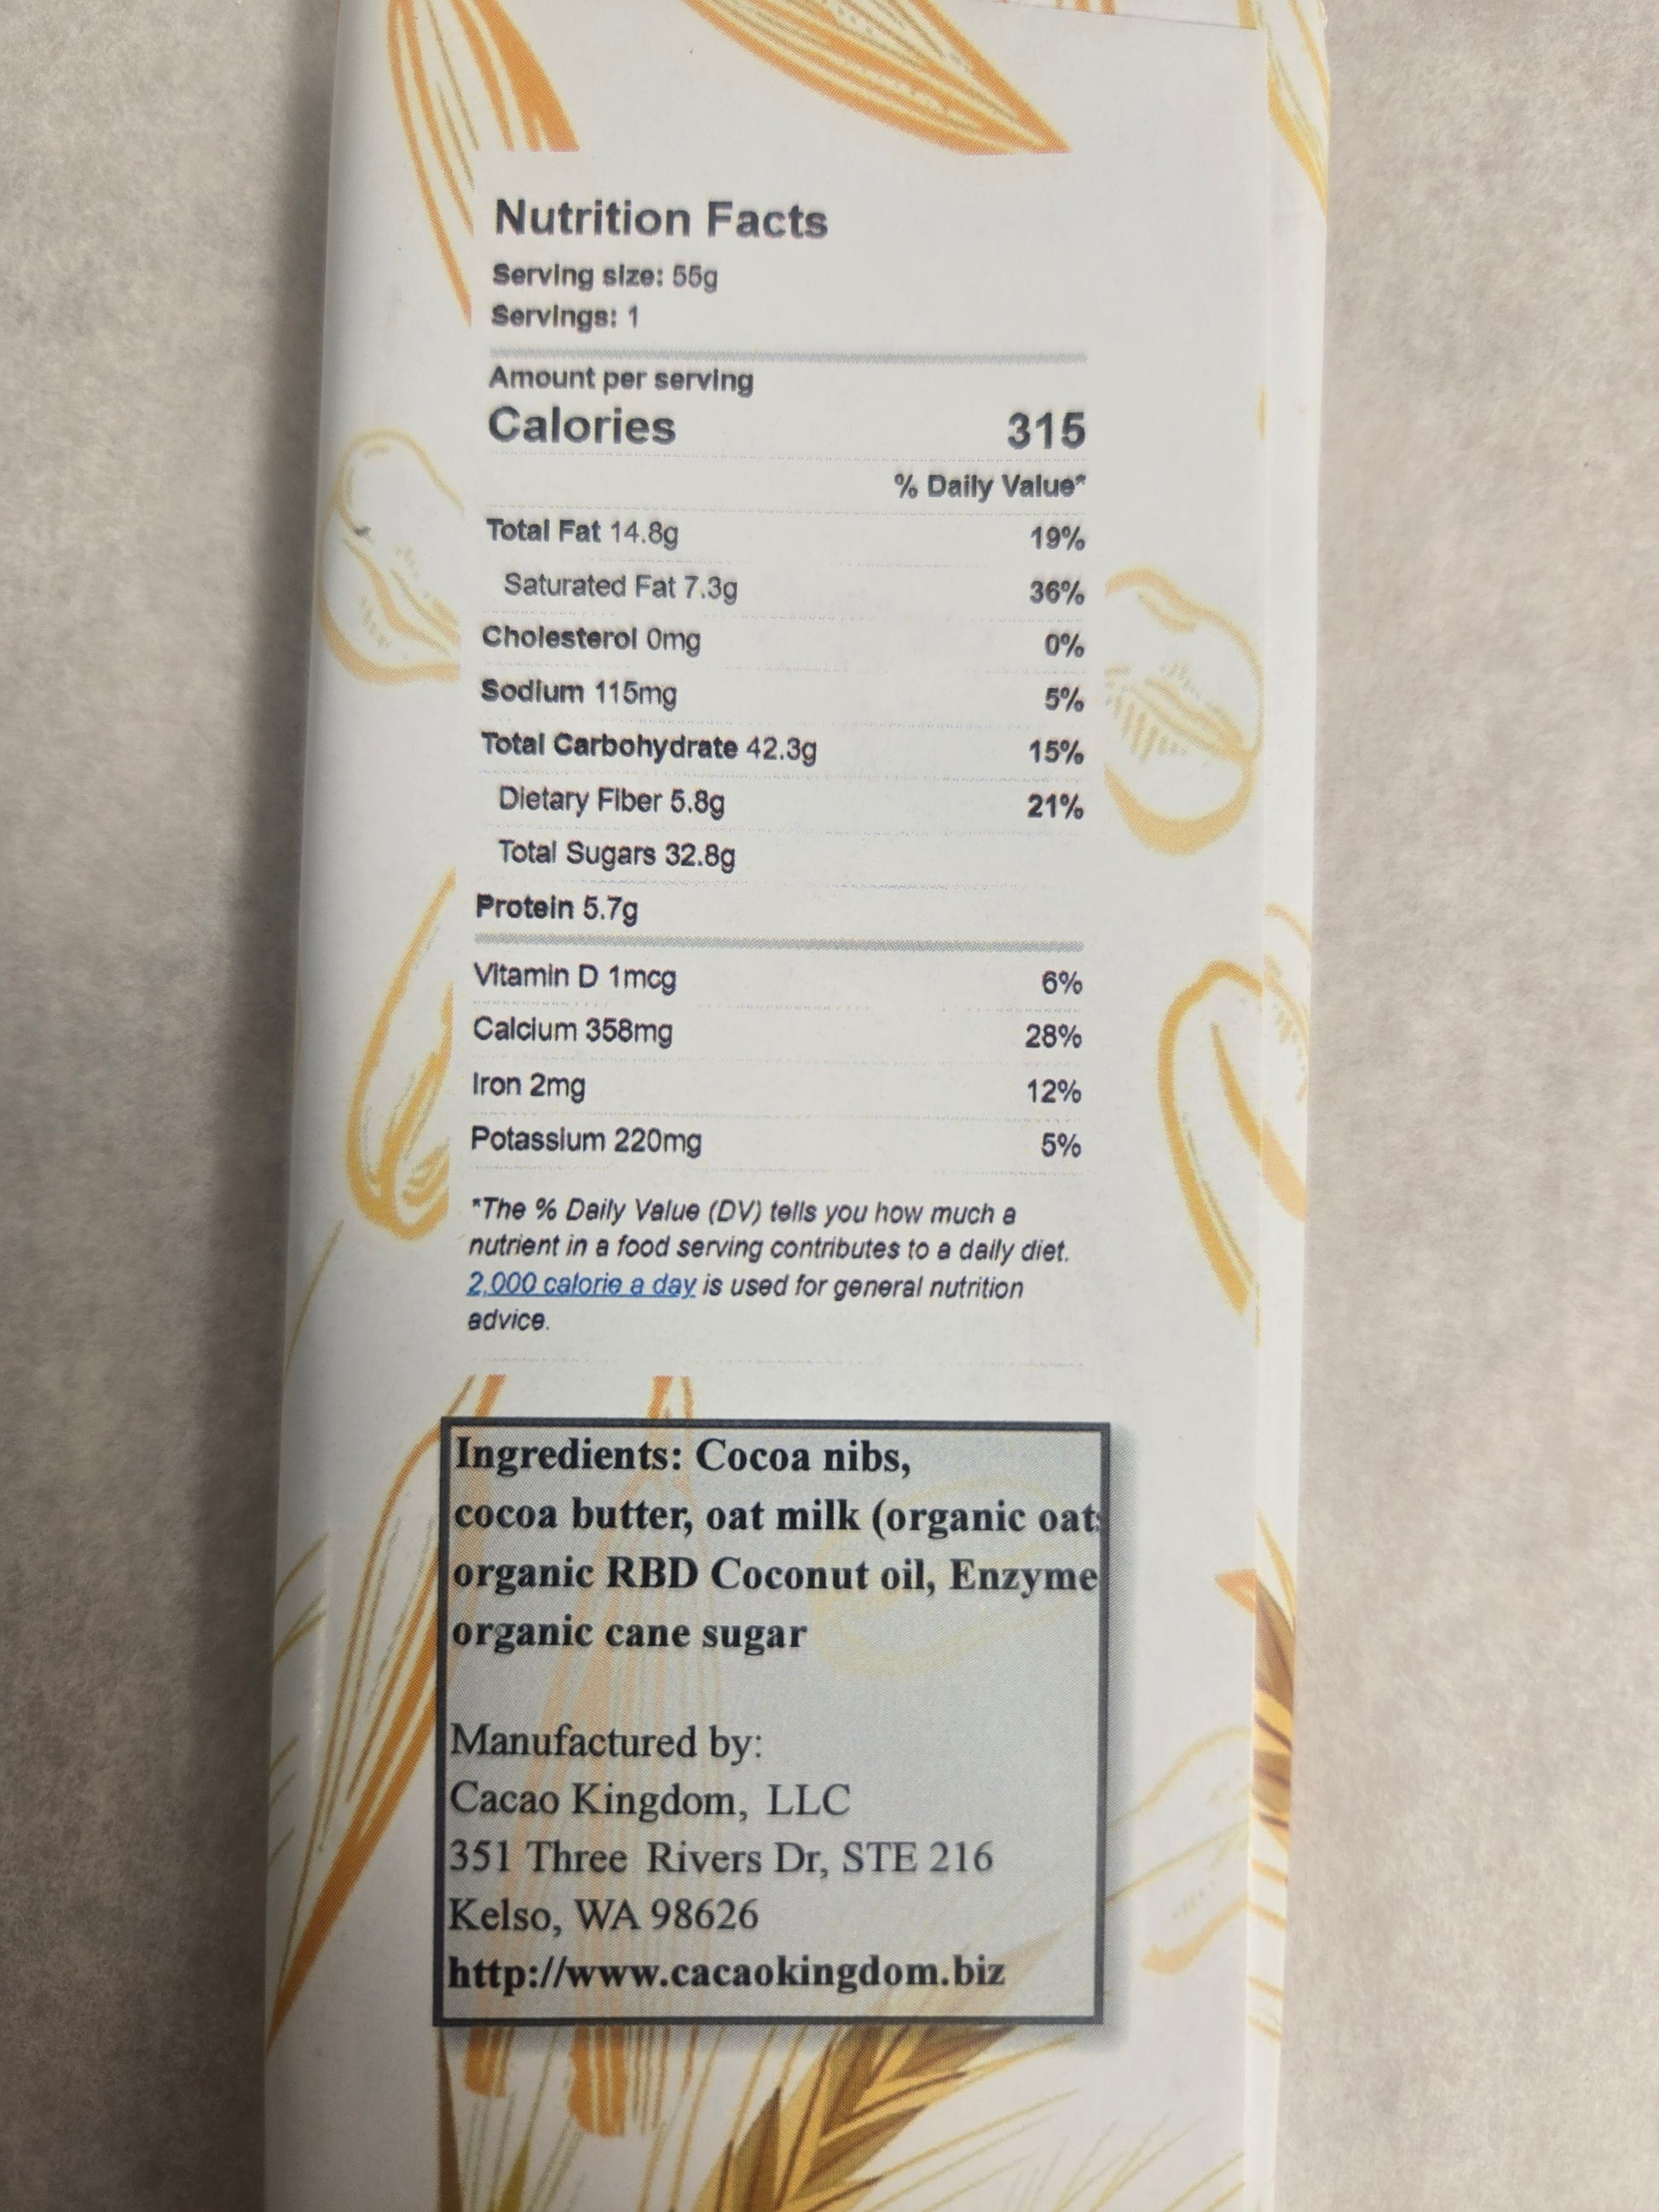 Nutrition Facts
Serving size: 55g
Servings: 1
Amount per serving
Calories 315
% Daily Value*
Total Fat 14.8g 19%
Saturated Fat 7.3g 36%
Cholesterol 0mg 0%
Sodium 115mg 5%
Total Carbohydrate 42.3g 15%
Dietary Fiber 5.8g 21%
Total Sugars 32.8g
Protein 5.7g
Vitamin D 1mcg 6%
Calcium 358mg 28%
Iron 2mg 12%
Potassium 220mg 5%
*The % Daily Value (DV) tells you how much a
nutrient in a food serving contributes to a daily diet.
2,000 calorie a day is used for general nutrition
advice.
Ingredients: Cocoa nibs,
cocoa butter, oat milk (organic oats
organic RBD Coconut oil, Enzyme
organic cane sugar
Manufactured by:
Cacao Kingdom, LLC
351 Three Rivers Dr, STE 216
Kelso, WA 98626
http://www.cacaokingdom.biz